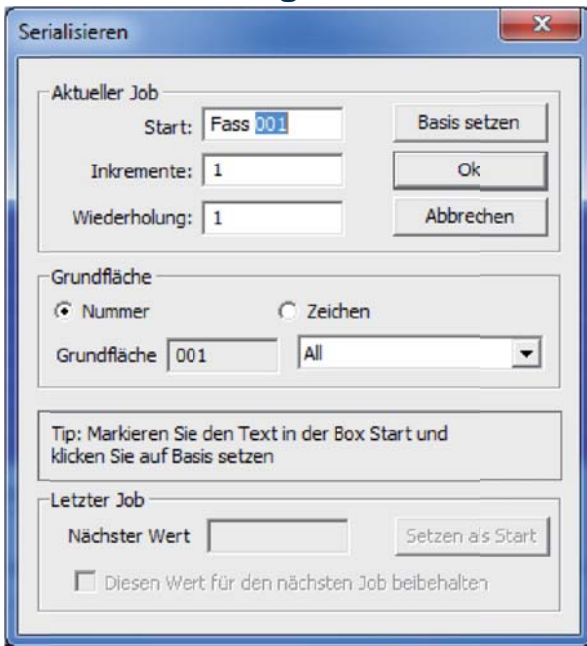 Serialisieren
Aktueller Job
Start: Fass 001 Basis setzen
Inkremente: 1 Ok
Wiederholung: 1 Abbrechen
Grundfläche
Nummer Zeichen
Grundfläche 001 All
Tip: Markieren Sie den Text in der Box Start und
klicken Sie auf Basis setzen
Letzter Job
Nächster Wert Setzen als Start
Diesen Wert für den nächsten Job beibehalten